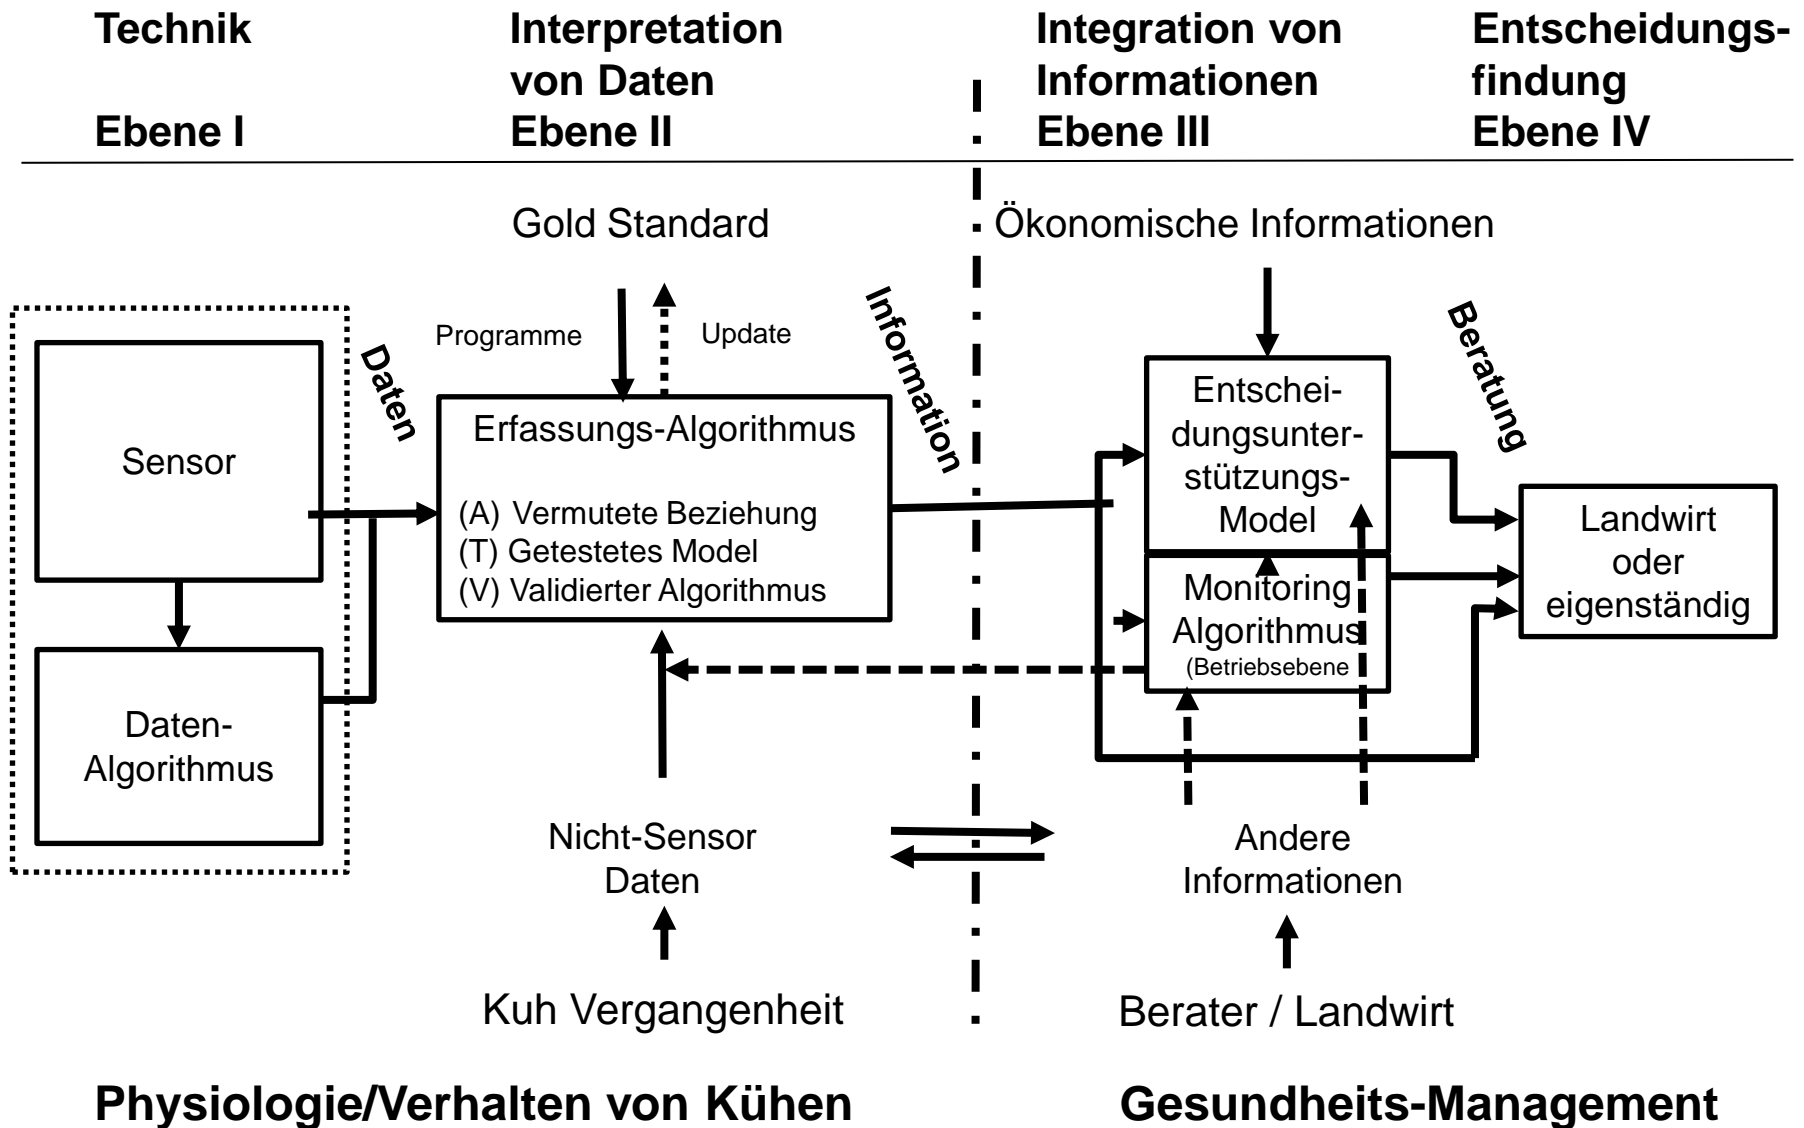 Technik
Ebene I
Interpretation
von Daten
Ebene II
Integration von
Informationen
Ebene III
Entscheidungs-
findung
Ebene IV
Gold Standard
Ökonomische Informationen
Programme
Update
Daten
Information
Beratung
Sensor
Daten-
Algorithmus
Erfassungs-Algorithmus
(A) Vermutete Beziehung
(T) Getestetes Model
(V) Validierter Algorithmus
Entschei-
dungsunter-
stützungs-
Model
Monitoring
Algorithmus
(Betriebsebene
Landwirt
oder
eigenständig
Nicht-Sensor
Daten
Andere
Informationen
Kuh Vergangenheit
Berater / Landwirt
Physiologie/Verhalten von Kühen
Gesundheits-Management